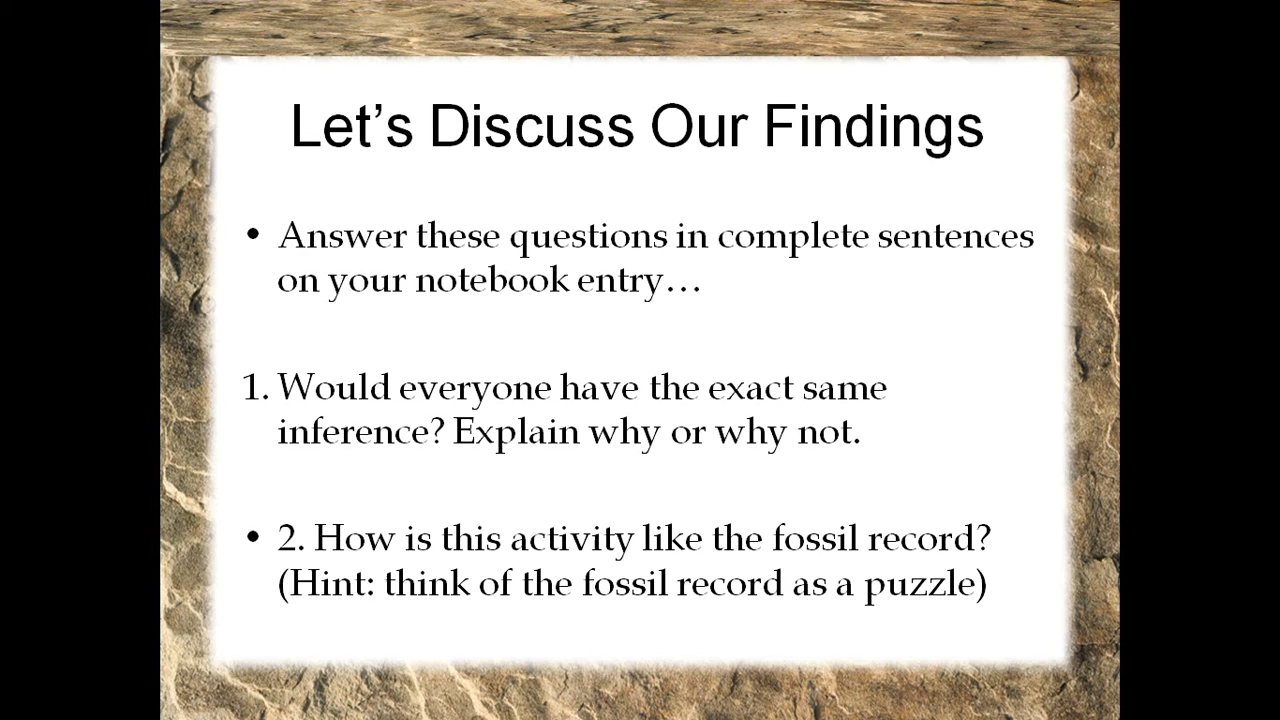 Let’s Discuss Our Findings
• Answer these questions in complete sentences
on your notebook entry…
1. Would everyone have the exact same
inference? Explain why or why not.
• 2. How is this activity like the fossil record?
(Hint: think of the fossil record as a puzzle)